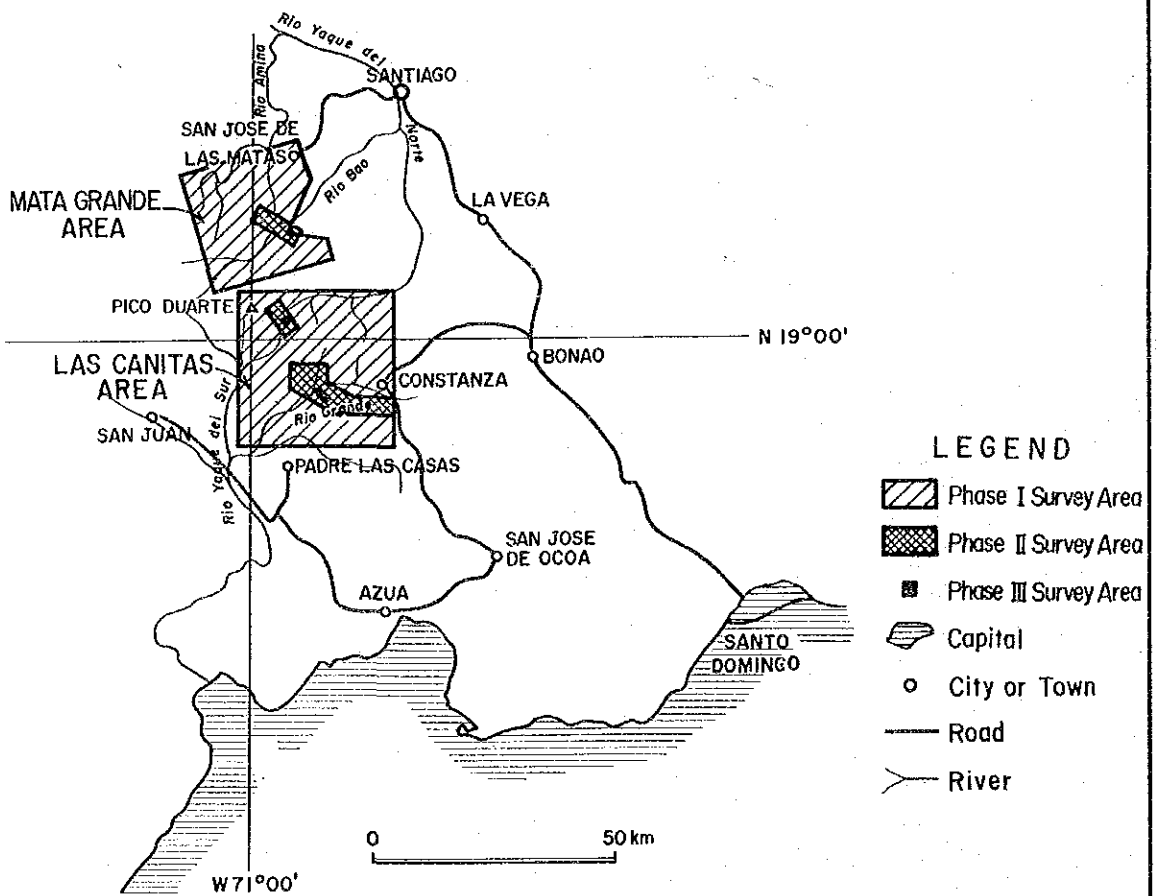 Rio Yaque del
Norte
SANTIAGO
Rio Amina
SAN JOSE DE
LAS MATAS
Rio Bao
MATA GRANDE
AREA
LA VEGA
PICO DUARTE
N 19°00'
BONAO
LAS CANITAS
AREA
CONSTANZA
Rio Grande
SAN JUAN
Rio Yaque del Sur
PADRE LAS CASAS
SAN JOSE
DE OCOA
AZUA
SANTO
DOMINGO
LEGEND
Phase I Survey Area
Phase II Survey Area
Phase III Survey Area
Capital
City or Town
Road
River
0
50 km
W 71°00'